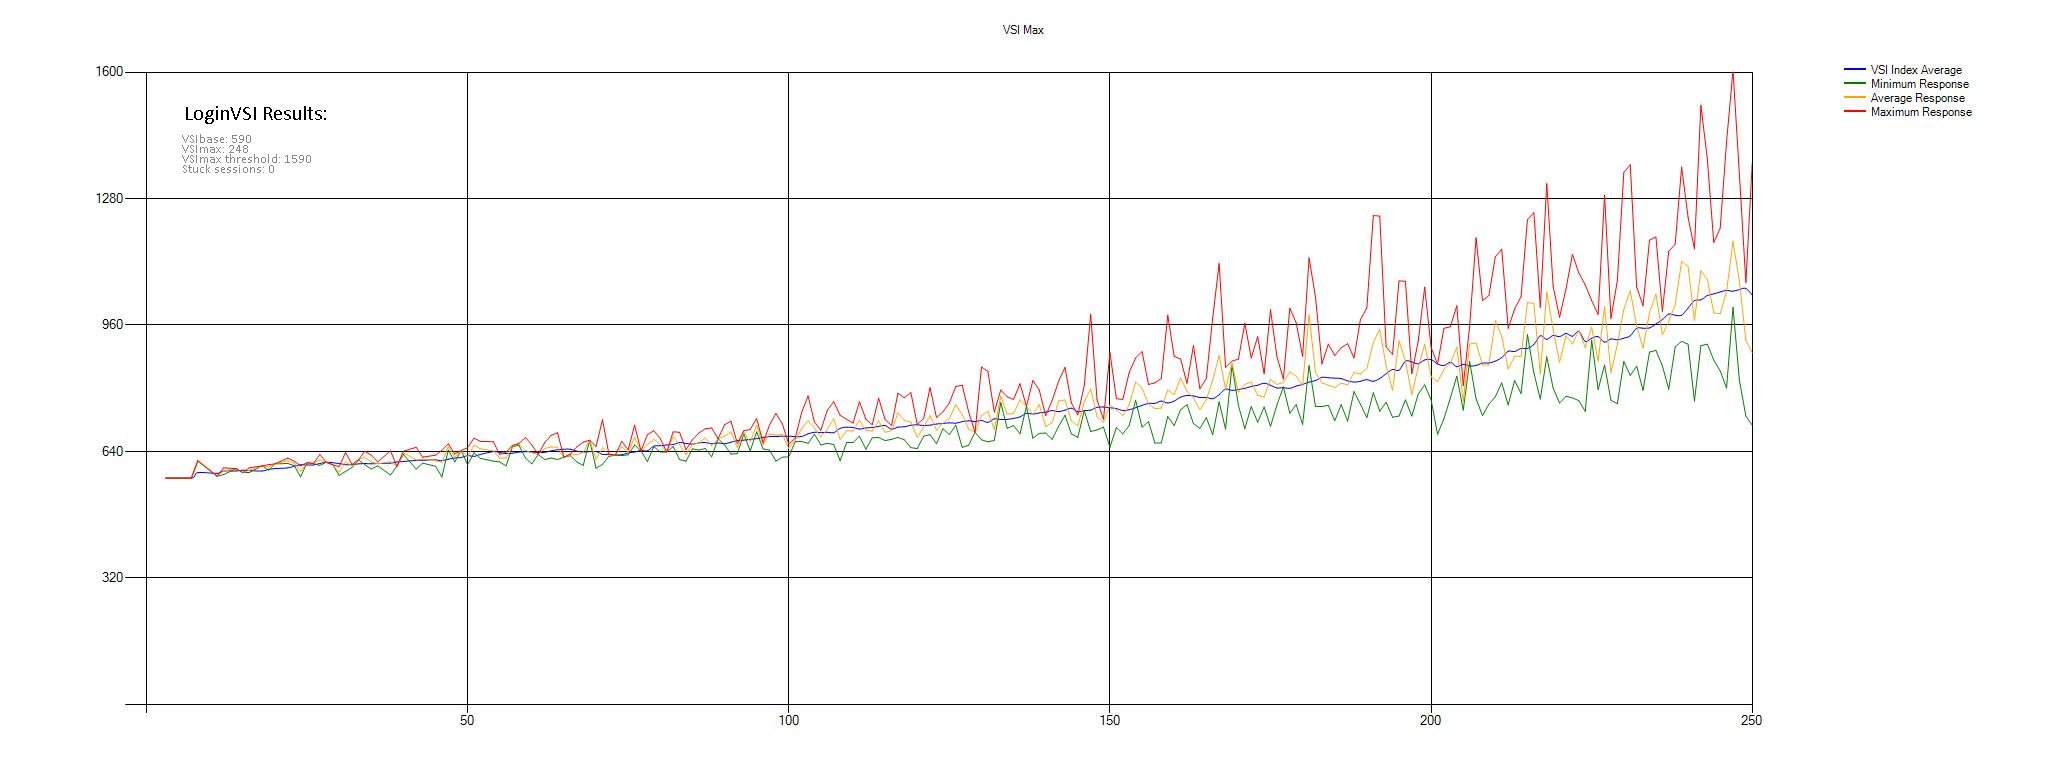 VSI Max
1600
1280
960
640
320
LoginVSI Results:
VSIbase: 590
VSImax: 248
VSImax threshold: 1590
Stuck sessions: 0
VSI Index Average
Minimum Response
Average Response
Maximum Response
50
100
150
200
250